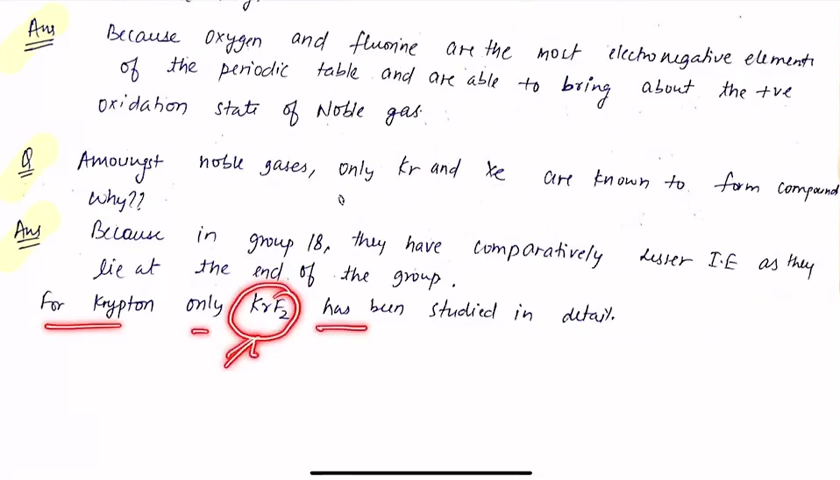 Ans Because oxygen and fluorine are the most electronegative elements
of the periodic table and are able to bring about the +ve
oxidation state of Noble gas.
Q Amoungst noble gases, only Kr and Xe are known to form compound
Why??
Ans Because in group 18, they have comparatively lesser I.E as they
lie at the end of the group.
For Krypton only KrF2 has been studied in detail.